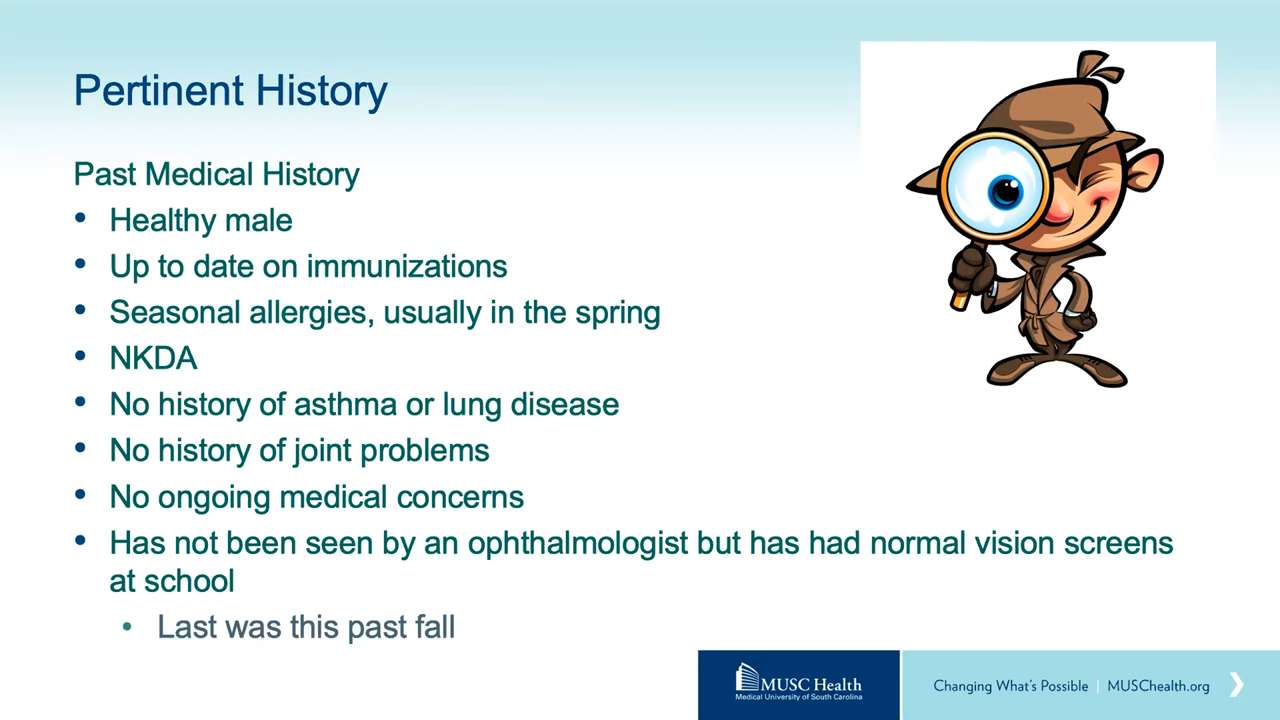 Pertinent History
Past Medical History
• Healthy male
• Up to date on immunizations
• Seasonal allergies, usually in the spring
• NKDA
• No history of asthma or lung disease
• No history of joint problems
• No ongoing medical concerns
• Has not been seen by an ophthalmologist but has had normal vision screens
at school
• Last was this past fall
MUSC Health
Medical University of South Carolina
Changing What's Possible | MUSChealth.org